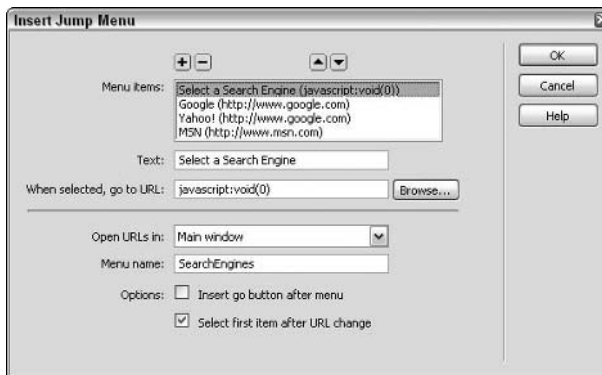 Insert Jump Menu
Menu items:
Select a Search Engine (javascript:void(0))
Google (http://www.google.com)
Yahoo! (http://www.google.com)
MSN (http://www.msn.com)
Text: Select a Search Engine
When selected, go to URL: javascript:void(0) Browse...
Open URLs in: Main window
Menu name: SearchEngines
Options: Insert go button after menu
Select first item after URL change
OK
Cancel
Help